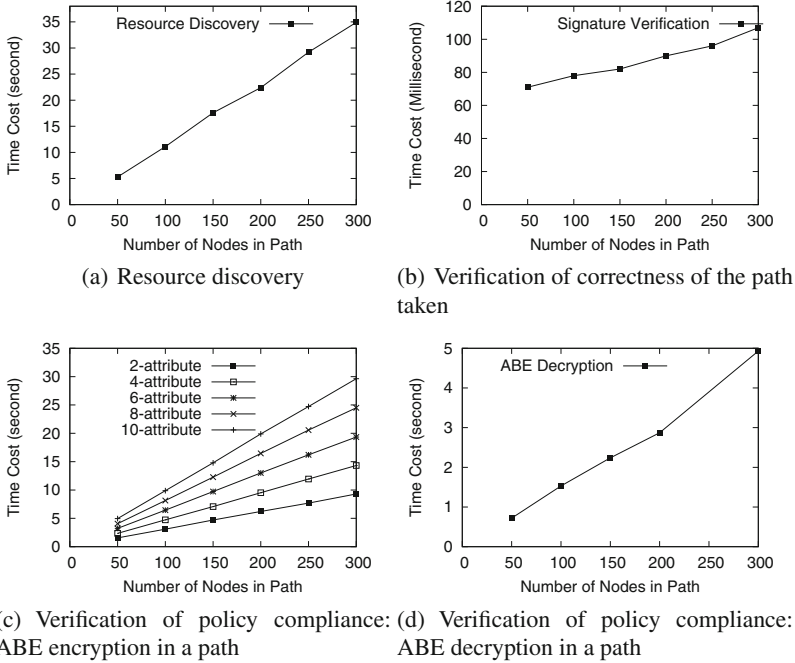 Time Cost (second)
35
30
25
20
15
10
5
0
Resource Discovery
0 50 100 150 200 250 300
Number of Nodes in Path
(a) Resource discovery
Time Cost (Millisecond)
120
100
80
60
40
20
0
Signature Verification
0 50 100 150 200 250 300
Number of Nodes in Path
(b) Verification of correctness of the path
taken
Time Cost (second)
35
30
25
20
15
10
5
0
2-attribute
4-attribute
6-attribute
8-attribute
10-attribute
0 50 100 150 200 250 300
Number of Nodes in Path
(c) Verification of policy compliance:
ABE encryption in a path
Time Cost (second)
5
4
3
2
1
0
ABE Decryption
0 50 100 150 200 250 300
Number of Nodes in Path
(d) Verification of policy compliance:
ABE decryption in a path